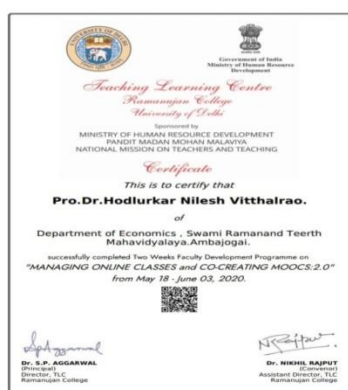 UNIVERSITY OF DELHI
Government of India
Ministry of Human Resource
Development
Teaching Learning Centre
Ramanujan College
University of Delhi
Sponsored by
MINISTRY OF HUMAN RESOURCE DEVELOPMENT
PANDIT MADAN MOHAN MALAVIYA
NATIONAL MISSION ON TEACHERS AND TEACHING
Certificate
This is to certify that
Pro.Dr.Hodlurkar Nilesh Vitthalrao.
of
Department of Economics , Swami Ramanand Teerth
Mahavidyalaya.Ambajogai.
successfully completed Two Weeks Faculty Development Programme on
"MANAGING ONLINE CLASSES and CO-CREATING MOOCS:2.0"
from May 18 - June 03, 2020.
Dr. S.P. AGGARWAL
(Principal)
Director, TLC
Ramanujan College
Dr. NIKHIL RAJPUT
(Convenor)
Assistant Director, TLC
Ramanujan College